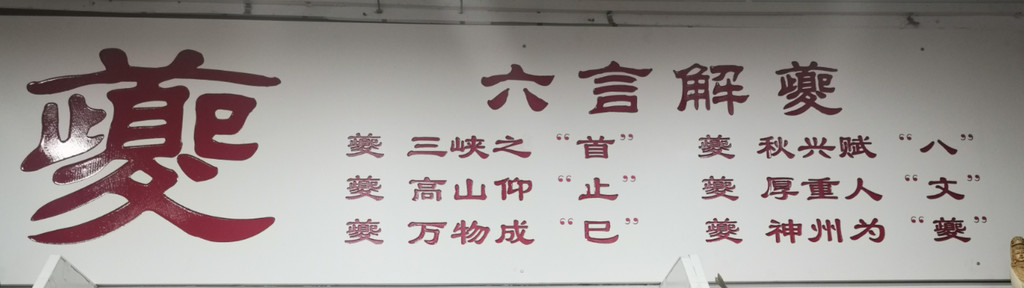 夔
六言解夔
夔 三峡之“首”
夔 高山仰“止”
夔 万物成“巳”
夔 秋兴赋“八”
夔 厚重人“文”
夔 神州为“夔”